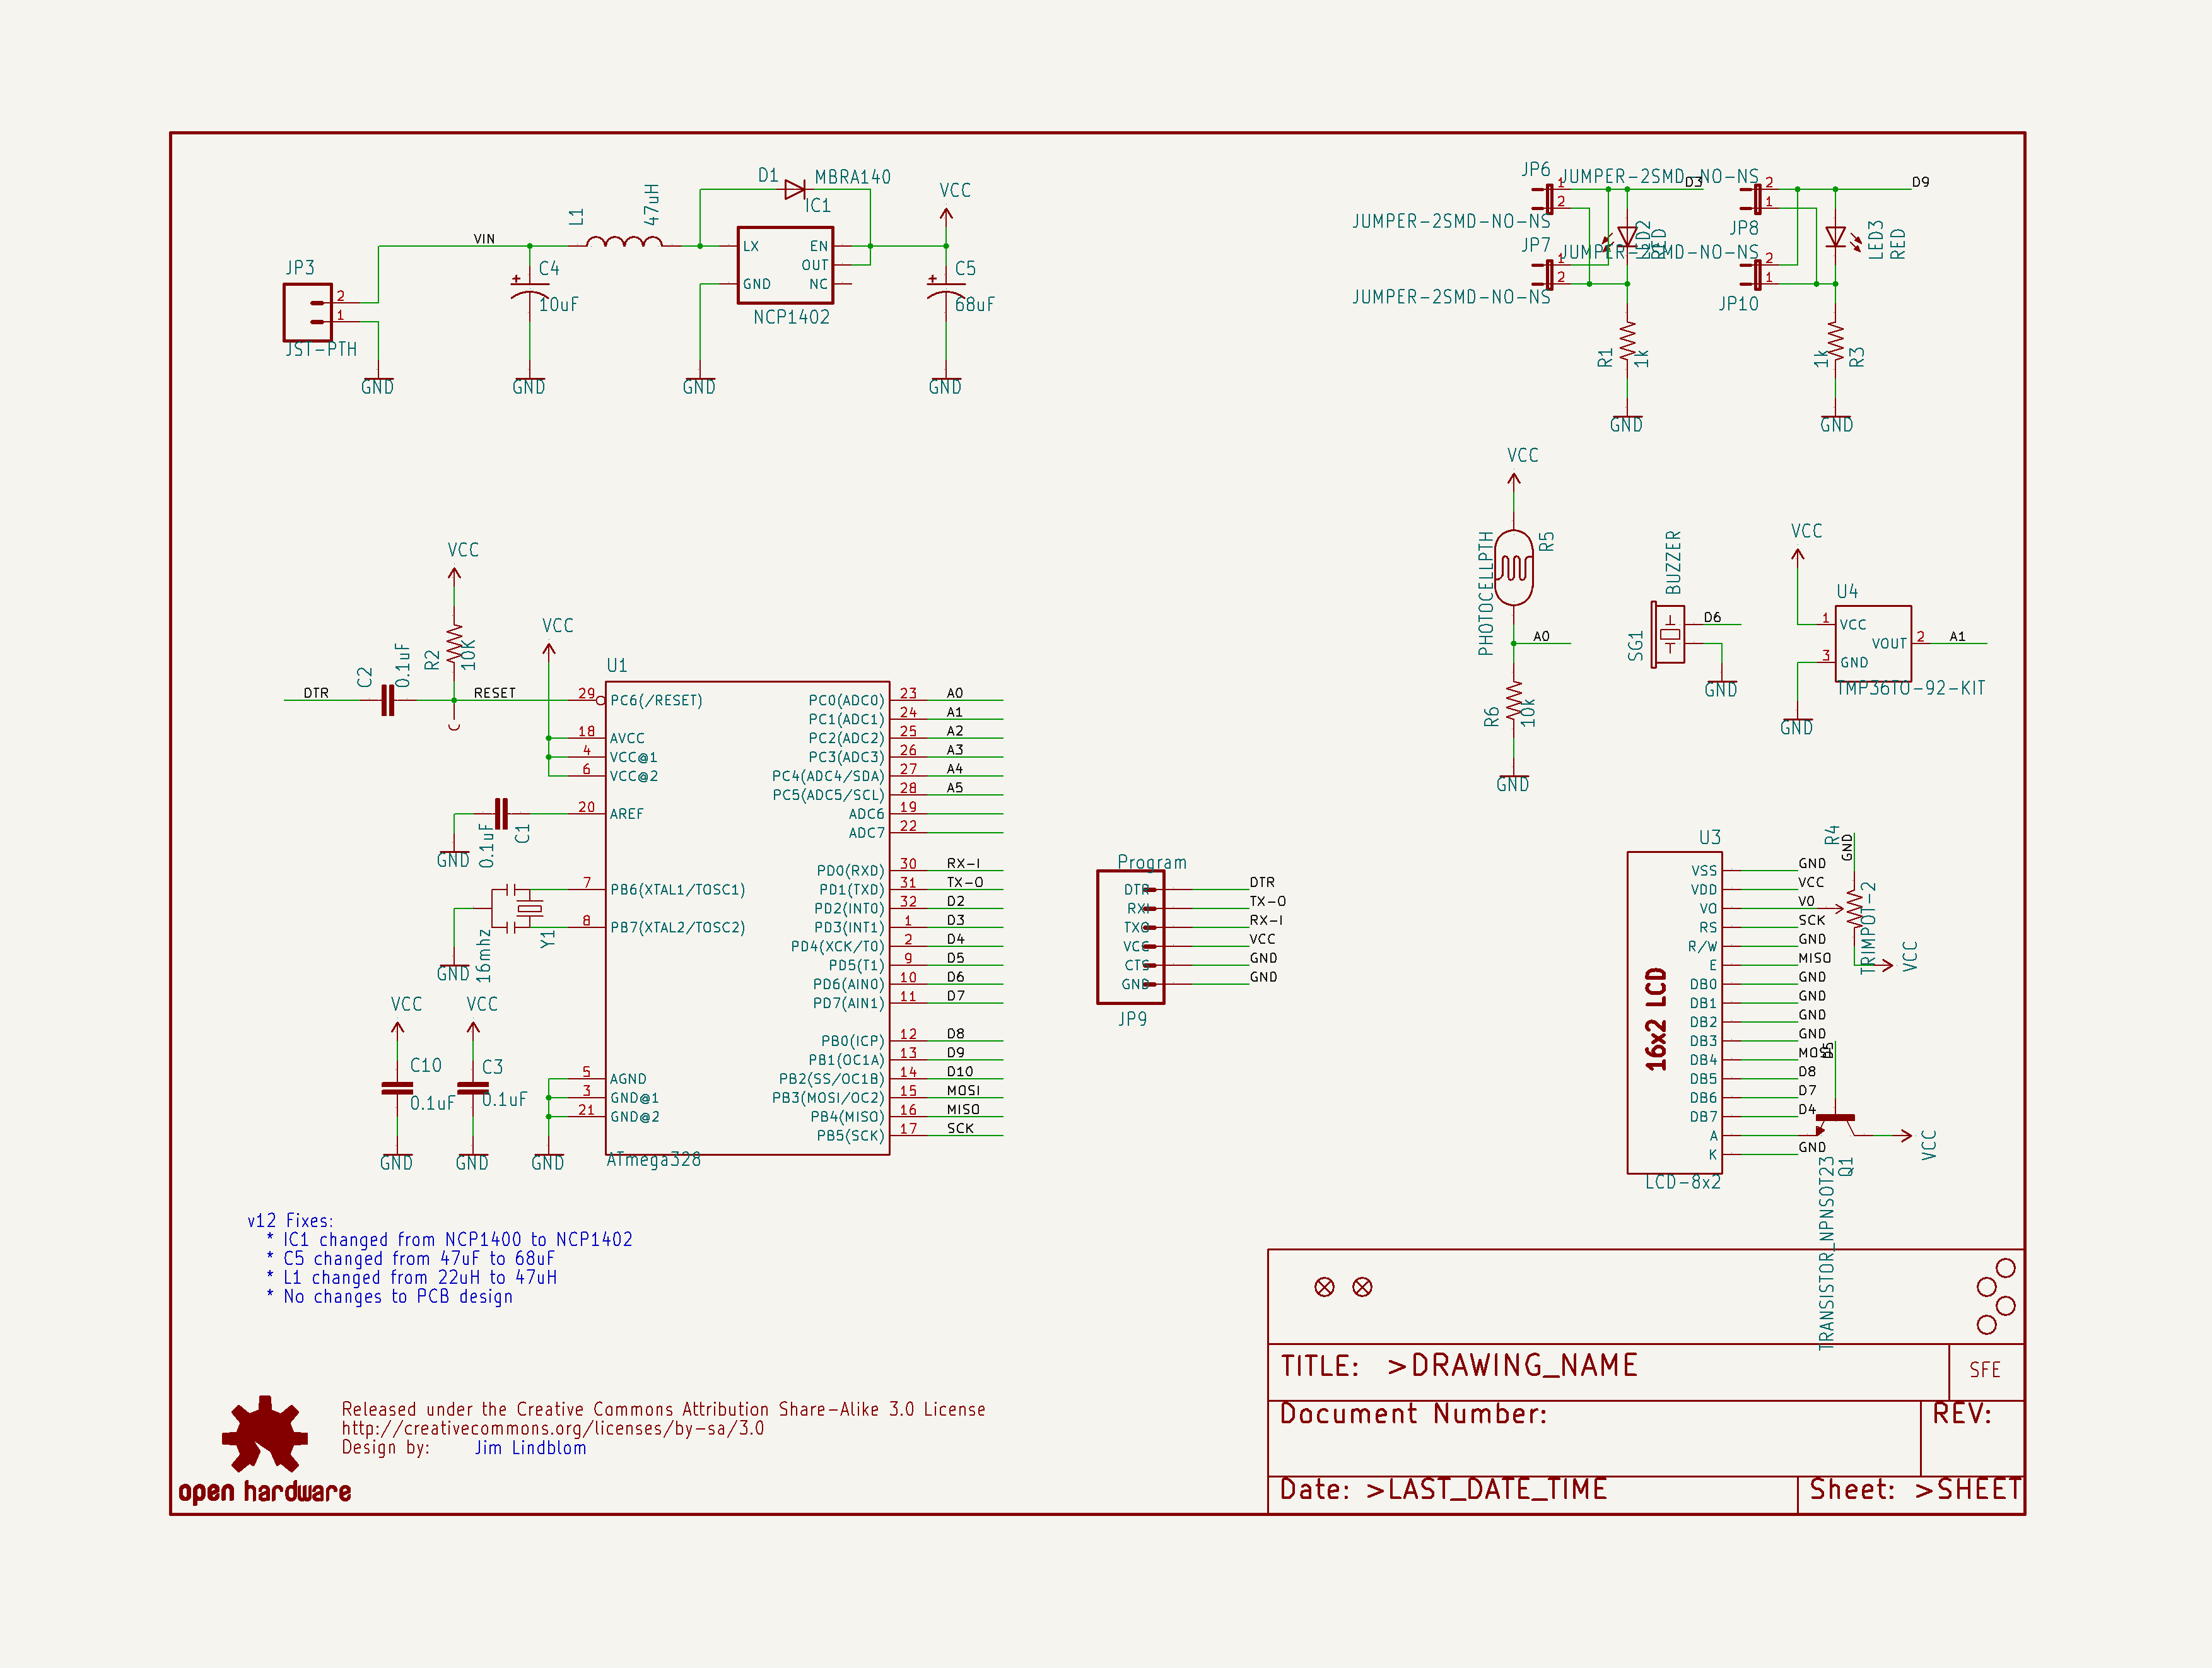 D1
MBRA140
IC1
VCC
L1
47uH
VIN
LX
EN
OUT
GND
NC
NCP1402
JP3
2
1
JST-PTH
C4
10uF
C5
68uF
GND
GND
GND
GND
JP6
JUMPER-2SMD-NO-NS
1
2
D3
JUMPER-2SMD-NO-NS
JP7
JUMPER-2SMD-NO-NS
1
2
JUMPER-2SMD-NO-NS
LED2
RED
2
1
D9
JP8
2
1
JP10
LED3
RED
R1
1k
1k
R3
GND
GND
VCC
PHOTOCELLPTH
R5
A0
R6
10k
GND
BUZZER
SG1
D6
GND
VCC
U4
1
VCC
VOUT
2
A1
3
GND
TMP36TO-92-KIT
GND
VCC
R2
10K
C2
0.1uF
DTR
RESET
VCC
U1
29
PC6(/RESET)
18
AVCC
4
VCC@1
6
VCC@2
20
AREF
7
PB6(XTAL1/TOSC1)
8
PB7(XTAL2/TOSC2)
5
AGND
3
GND@1
21
GND@2
GND
ATmega328
PC0(ADC0) 23 A0
PC1(ADC1) 24 A1
PC2(ADC2) 25 A2
PC3(ADC3) 26 A3
PC4(ADC4/SDA) 27 A4
PC5(ADC5/SCL) 28 A5
ADC6 19
ADC7 22
PD0(RXD) 30 RX-I
PD1(TXD) 31 TX-O
PD2(INT0) 32 D2
PD3(INT1) 1 D3
PD4(XCK/T0) 2 D4
PD5(T1) 9 D5
PD6(AIN0) 10 D6
PD7(AIN1) 11 D7
PB0(ICP) 12 D8
PB1(OC1A) 13 D9
PB2(SS/OC1B) 14 D10
PB3(MOSI/OC2) 15 MOSI
PB4(MISO) 16 MISO
PB5(SCK) 17 SCK
0.1uF
C1
GND
16mhz
Y1
GND
VCC
VCC
C10
0.1uF
C3
0.1uF
GND
GND
Program
DTR DTR
RXI TX-O
TXO RX-I
VCC VCC
CTS GND
GND GND
JP9
U3
VSS GND
VDD VCC
VO VO
RS SCK
R/W GND
E MISO
DB0 GND
DB1 GND
DB2 GND
DB3 GND
DB4 MOSI
DB5 D8
DB6 D7
DB7 D4
A
K GND
16x2 LCD
LCD-8x2
R4
GND
TRIMPOT-2
VCC
VCC
Q1
TRANSISTOR_NPNSOT23
v12 Fixes:
* IC1 changed from NCP1400 to NCP1402
* C5 changed from 47uF to 68uF
* L1 changed from 22uH to 47uH
* No changes to PCB design
Released under the Creative Commons Attribution Share-Alike 3.0 License
http://creativecommons.org/licenses/by-sa/3.0
Design by: Jim Lindblom
open hardware
TITLE: >DRAWING_NAME
SFE
Document Number:
REV:
Date: >LAST_DATE_TIME
Sheet: >SHEET